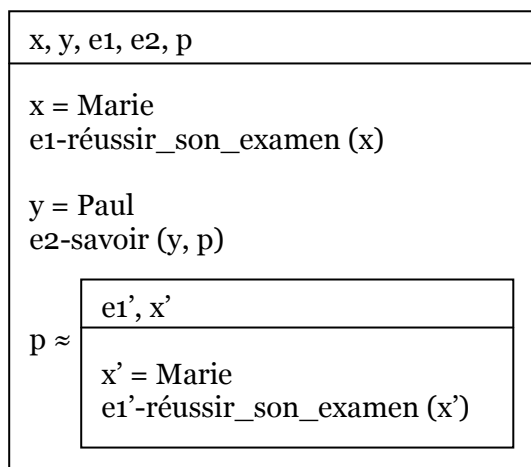 x, y, e1, e2, p
x = Marie
e1-réussir_son_examen (x)
y = Paul
e2-savoir (y, p)
e1’, x’
p ≈
x’ = Marie
e1’-réussir_son_examen (x’)